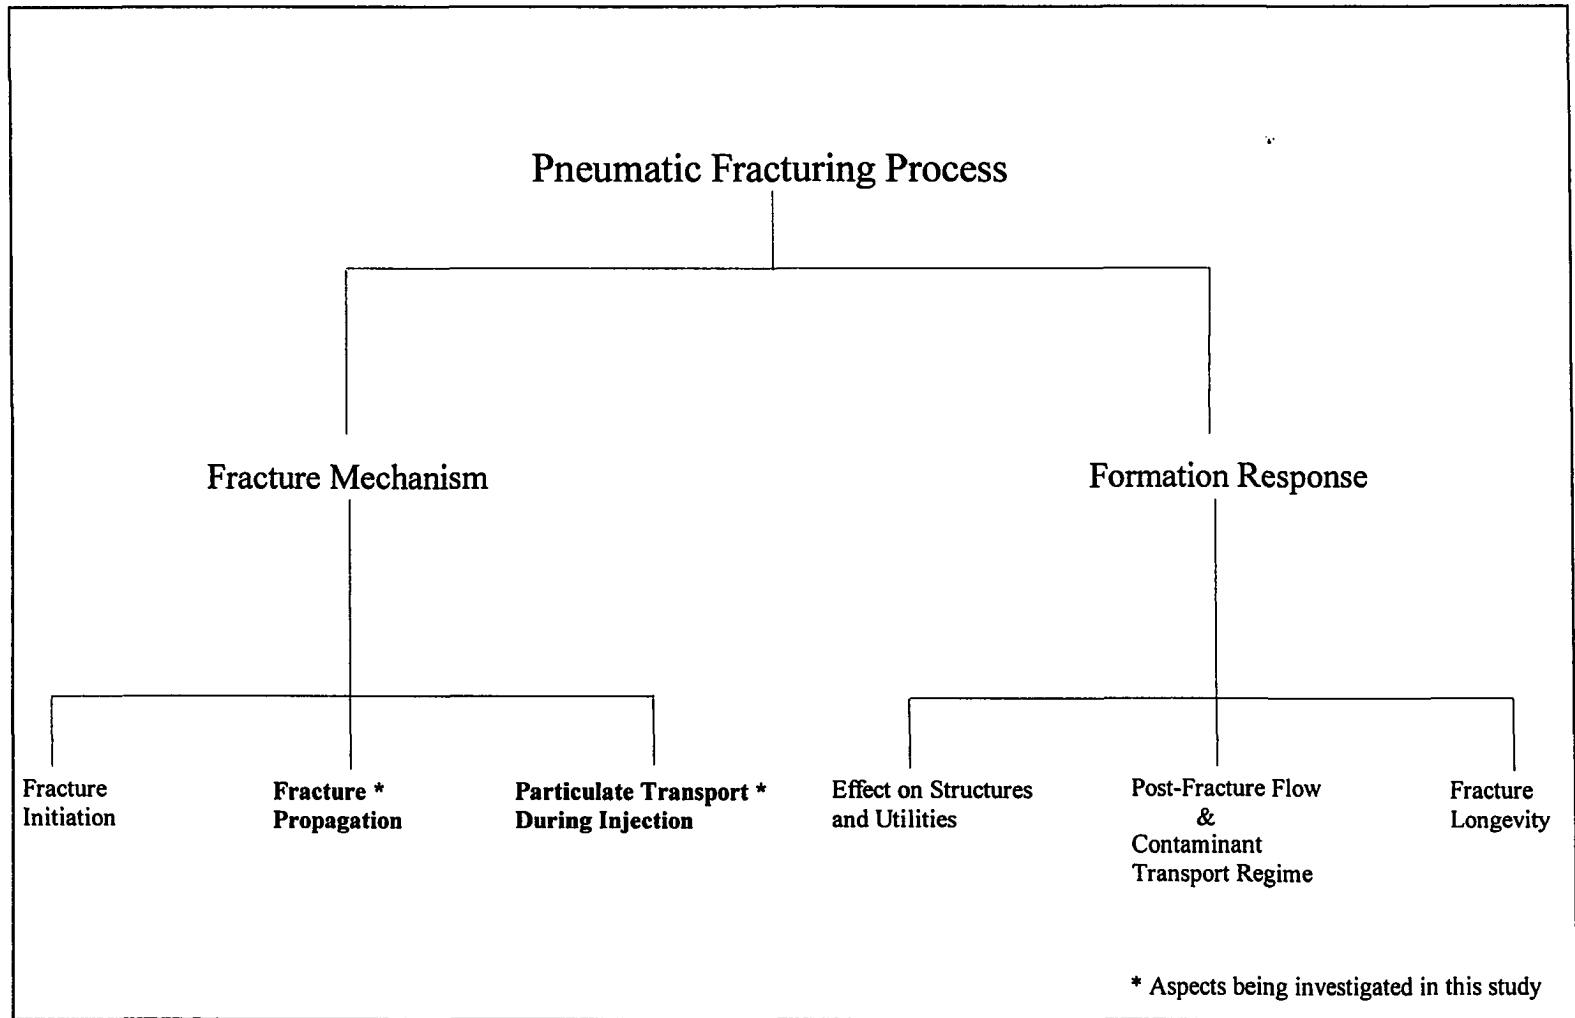 Pneumatic Fracturing Process
Fracture Mechanism
Formation Response
Fracture
Initiation
Fracture *
Propagation
Particulate Transport *
During Injection
Effect on Structures
and Utilities
Post-Fracture Flow
&
Contaminant
Transport Regime
Fracture
Longevity
* Aspects being investigated in this study